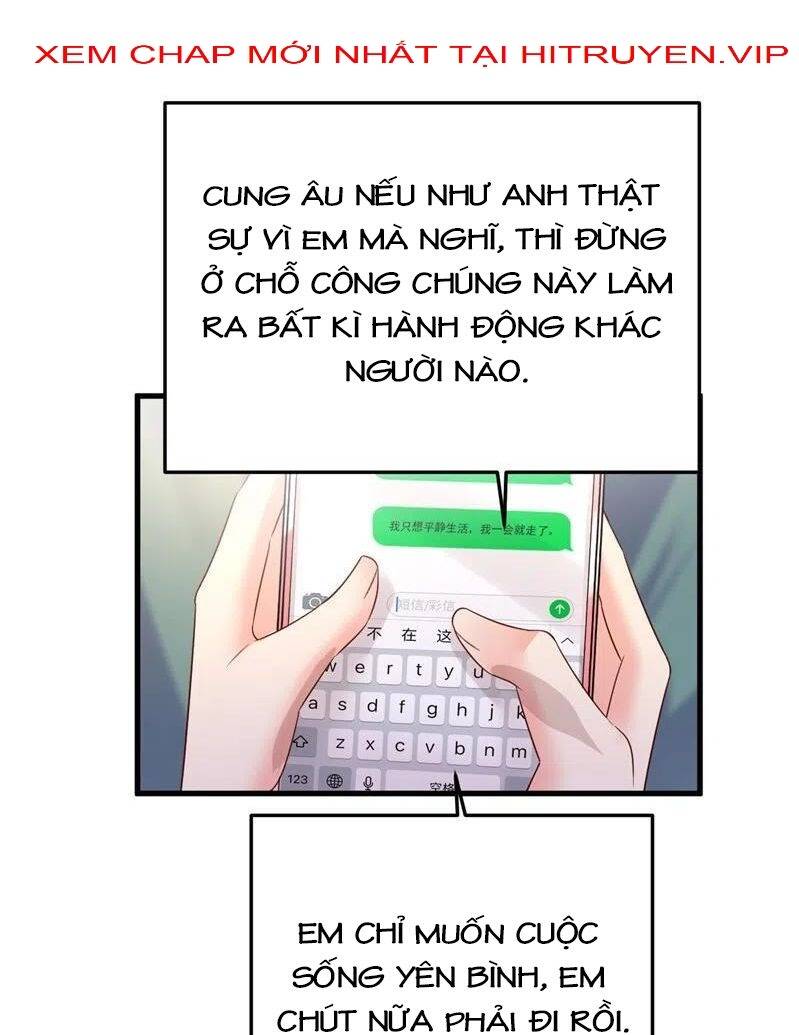 XEM CHAP MỚI NHẤT TẠI HITRUYEN.VIP
CUNG ÂU NẾU NHƯ ANH THẬT
SỰ VÌ EM MÀ NGHĨ, THÌ ĐỪNG
Ở CHỖ CÔNG CHÚNG NÀY LÀM
RA BẤT KÌ HÀNH ĐỘNG KHÁC
NGƯỜI NÀO.
我只想平静生活，我一会就走了。
短信/彩信
不 在 这
w e r t y u
a s d f g h j k
z x c v b n m
123 空格
EM CHỈ MUỐN CUỘC
SỐNG YÊN BÌNH, EM
CHÚT NỮA PHẢI ĐI RỒI.